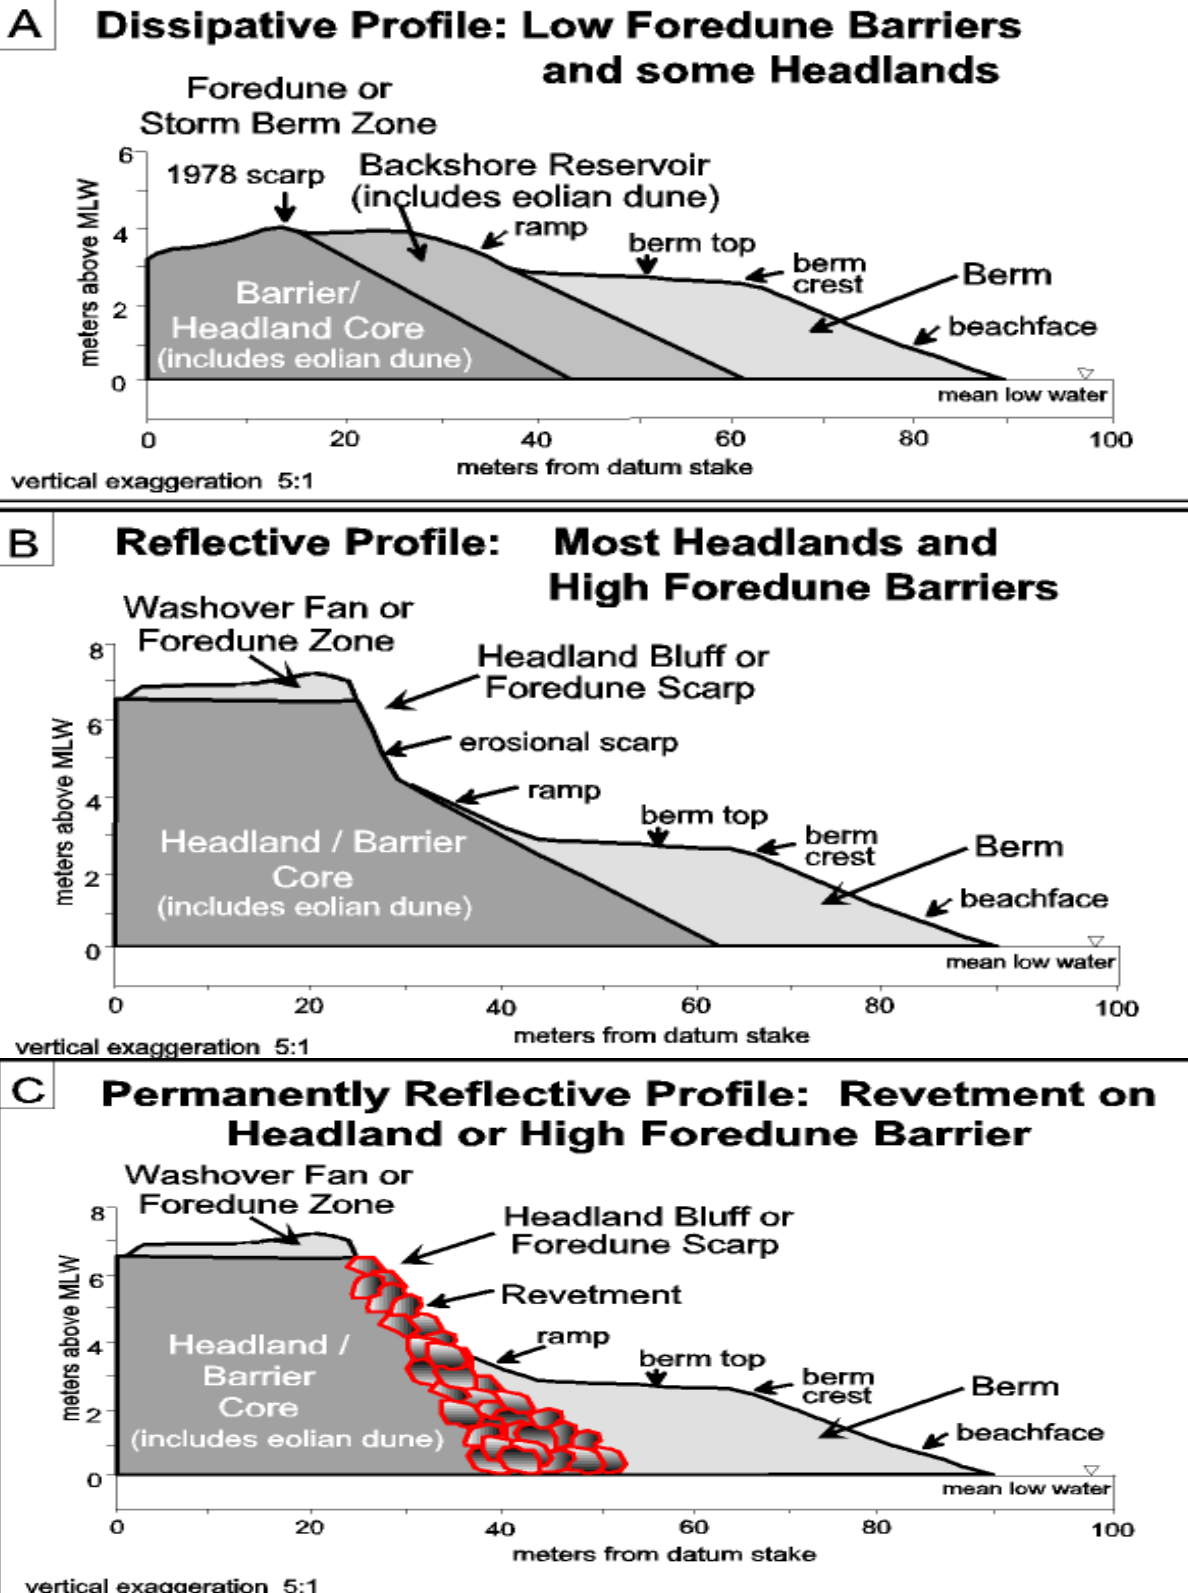 A
Dissipative Profile: Low Foredune Barriers
and some Headlands
Foredune or
Storm Berm Zone
1978 scarp
Backshore Reservoir
(includes eolian dune)
ramp
berm top
berm
crest
Berm
beachface
Barrier/
Headland Core
(includes eolian dune)
meters above MLW
6
4
2
0
mean low water
0 20 40 60 80 100
meters from datum stake
vertical exaggeration 5:1
B
Reflective Profile: Most Headlands and
High Foredune Barriers
Washover Fan or
Foredune Zone
Headland Bluff or
Foredune Scarp
erosional scarp
ramp
berm top
berm
crest
Berm
beachface
Headland / Barrier
Core
(includes eolian dune)
meters above MLW
8
6
4
2
0
mean low water
0 20 40 60 80 100
meters from datum stake
vertical exaggeration 5:1
C
Permanently Reflective Profile: Revetment on
Headland or High Foredune Barrier
Washover Fan or
Foredune Zone
Headland Bluff or
Foredune Scarp
Revetment
ramp
berm top
berm
crest
Berm
beachface
Headland /
Barrier
Core
(includes eolian dune)
meters above MLW
8
6
4
2
0
mean low water
0 20 40 60 80 100
meters from datum stake
vertical exaggeration 5:1